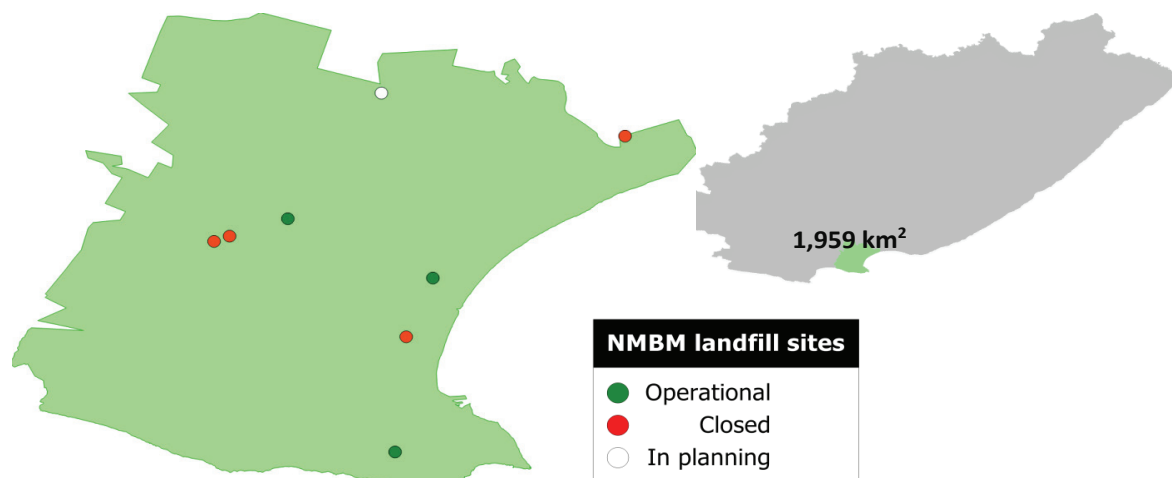 1,959 km²
NMBM landfill sites
Operational
Closed
In planning